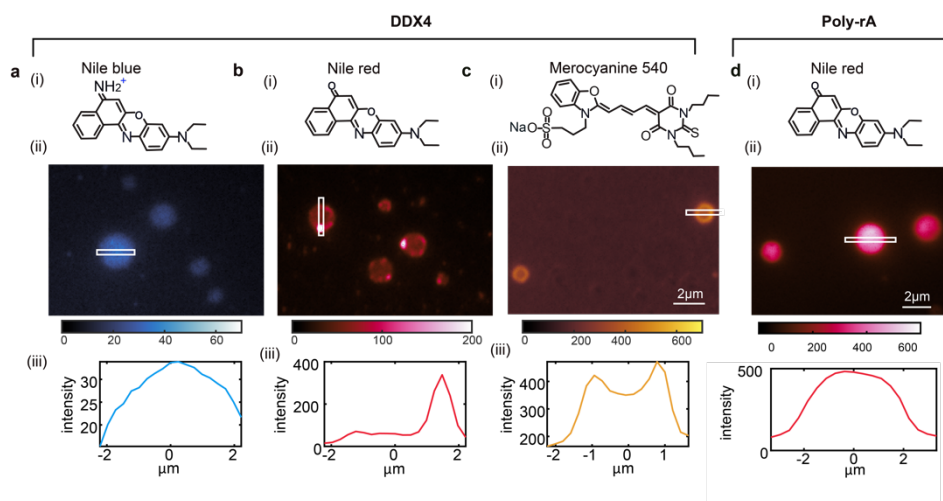 DDX4
Poly-rA
a (i) Nile blue
b (i) Nile red
c (i) Merocyanine 540
d (i) Nile red
NH2+
O
N
N
O
O
N
N
O
N
O
N
S
O
N
NaO
S
O
O
O
O
N
N
(ii)
(ii)
(ii)
(ii)
2µm
2µm
0 20 40 60
0 100 200
0 200 400 600
0 200 400 600
(iii)
(iii)
(iii)
intensity
30
25
20
-2 0 2
µm
intensity
400
200
0
-2 0 2
µm
intensity
400
300
200
-2 -1 0 1 2
µm
intensity
500
0
-2 0 2
µm